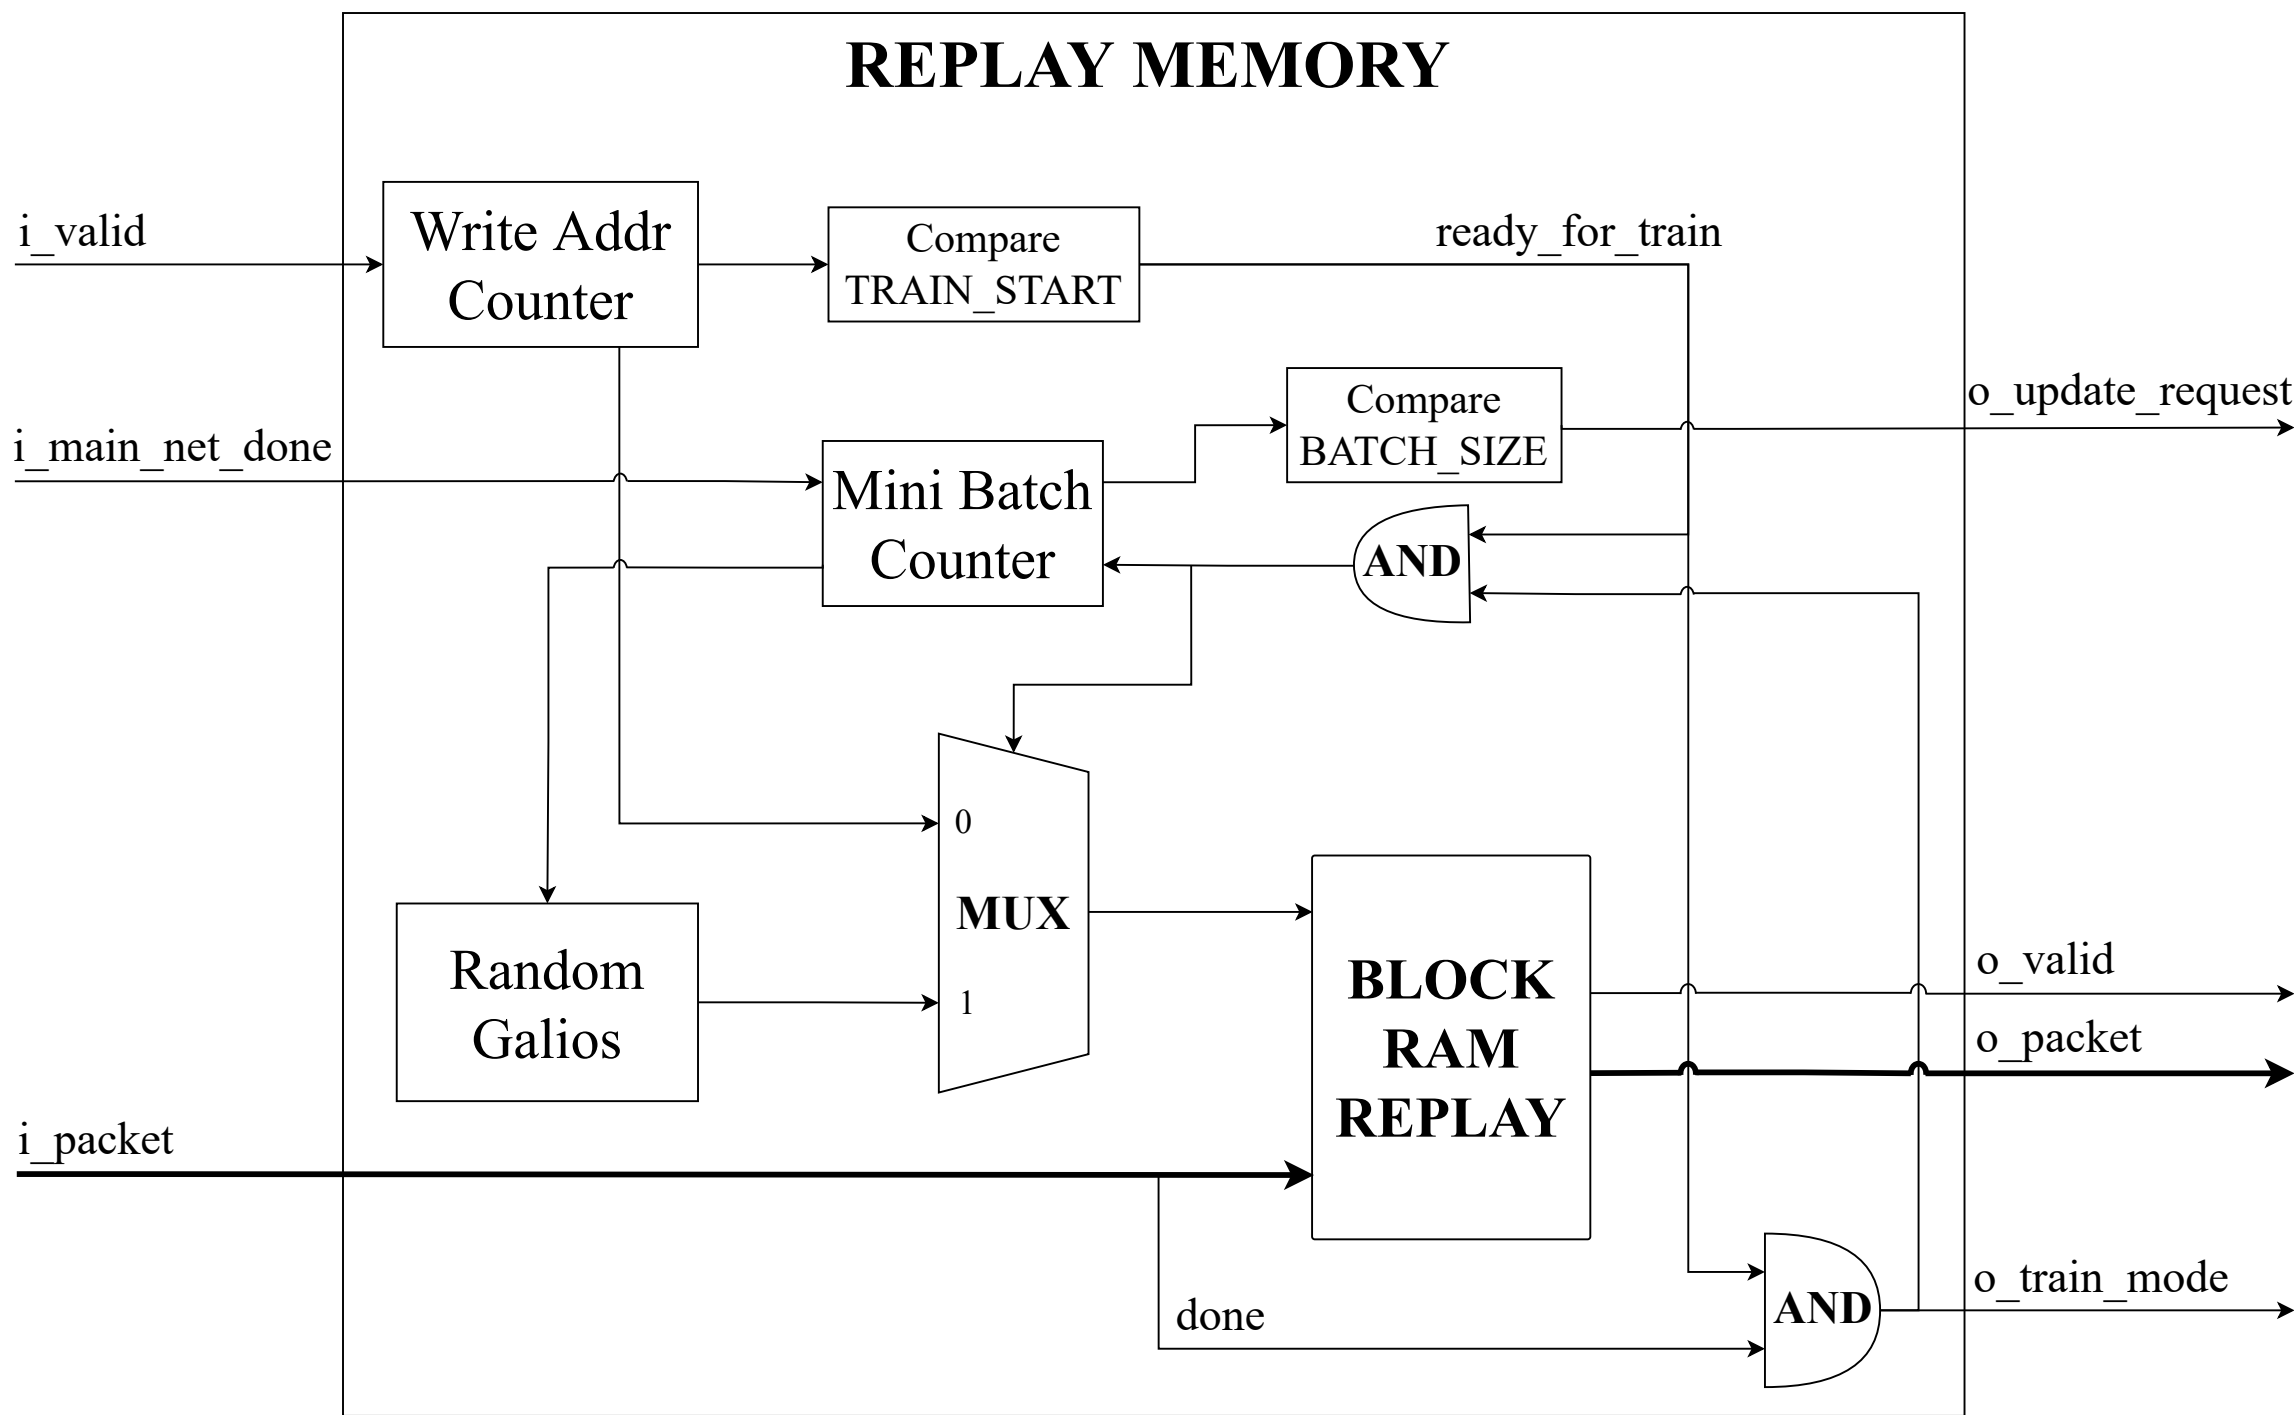 REPLAY MEMORY
i_valid
Write Addr
Counter
Compare
TRAIN_START
ready_for_train
i_main_net_done
Mini Batch
Counter
Compare
BATCH_SIZE
o_update_request
AND
0
MUX
1
Random
Galios
BLOCK
RAM
REPLAY
o_valid
o_packet
i_packet
done
AND
o_train_mode